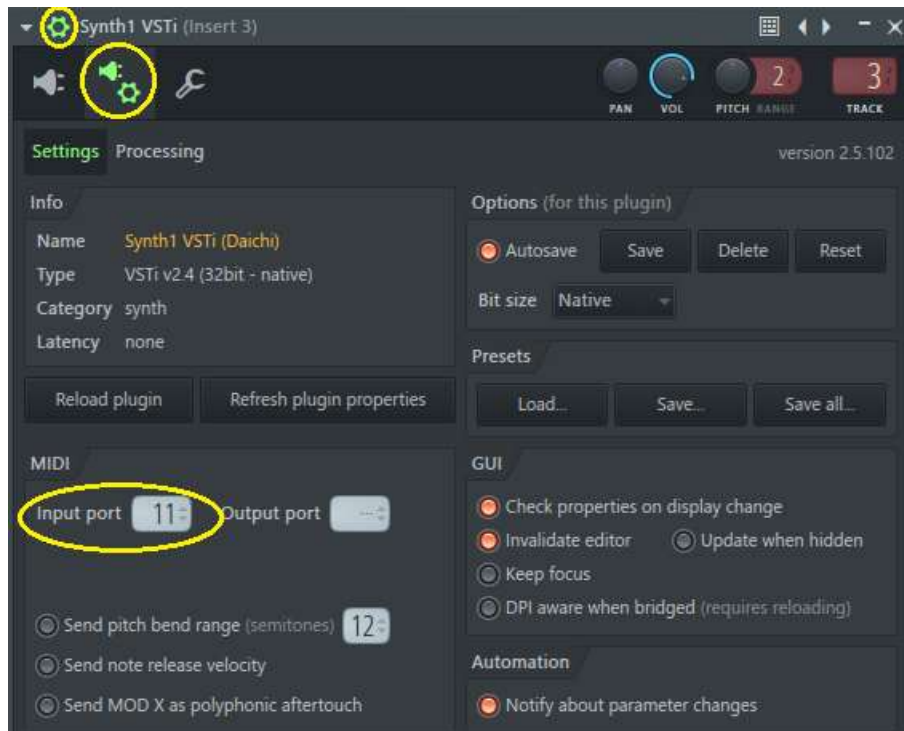 Synth1 VSTi (Insert 3)
2
3
PAN VOL PITCH RANGE TRACK
Settings Processing
version 2.5.102
Info
Name Synth1 VSTi (Daichi)
Type VSTi v2.4 (32bit - native)
Category synth
Latency none
Reload plugin Refresh plugin properties
Options (for this plugin)
Autosave Save Delete Reset
Bit size Native
Presets
Load... Save... Save all...
MIDI
Input port 11 Output port ---
Send pitch bend range (semitones) 12
Send note release velocity
Send MOD X as polyphonic aftertouch
GUI
Check properties on display change
Invalidate editor Update when hidden
Keep focus
DPI aware when bridged (requires reloading)
Automation
Notify about parameter changes